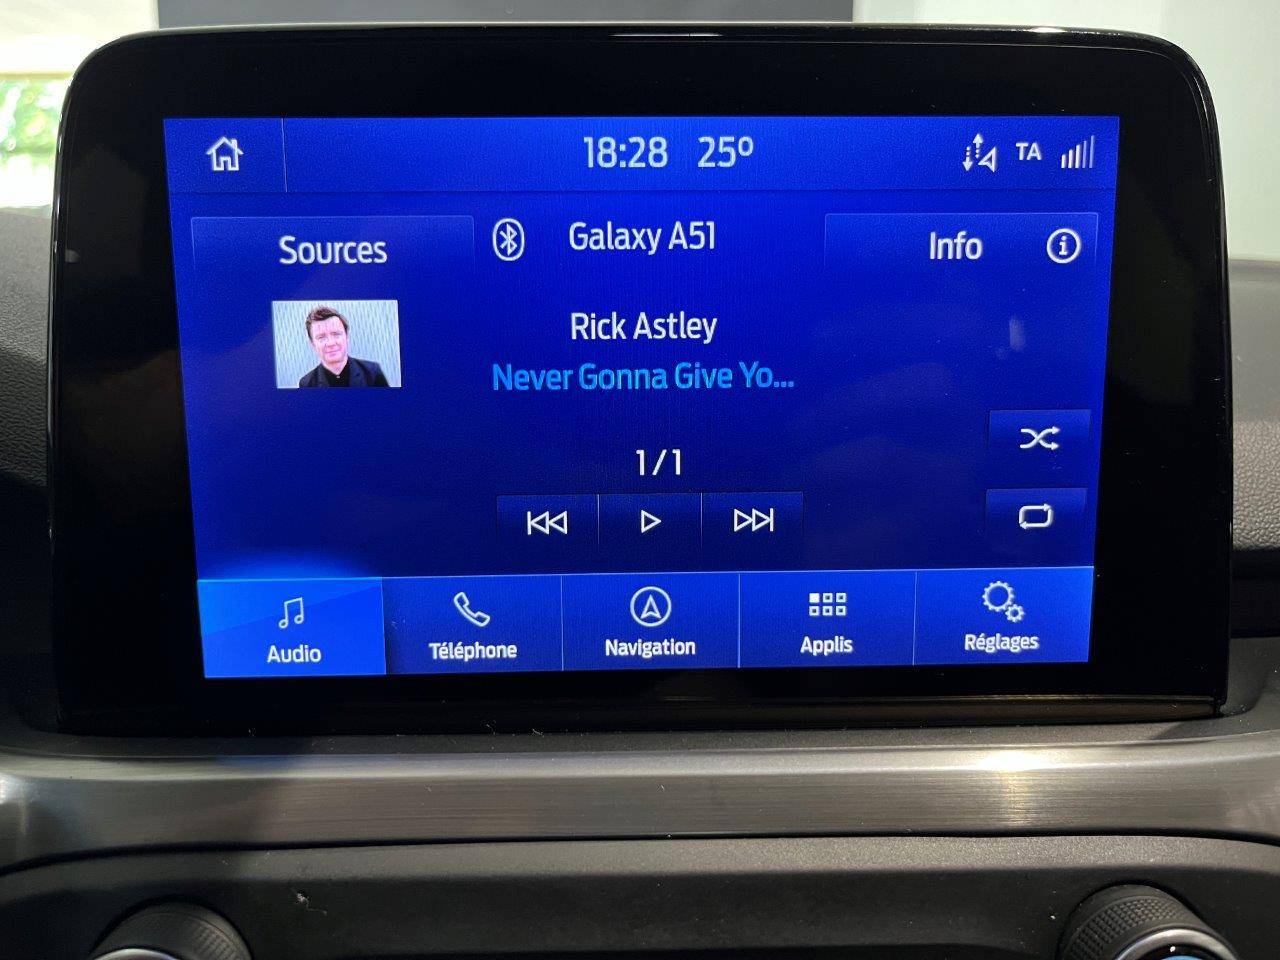 18:28 25°
TA
Sources
Galaxy A51
Info
Rick Astley
Never Gonna Give Yo...
1/1
Audio
Téléphone
Navigation
Applis
Réglages